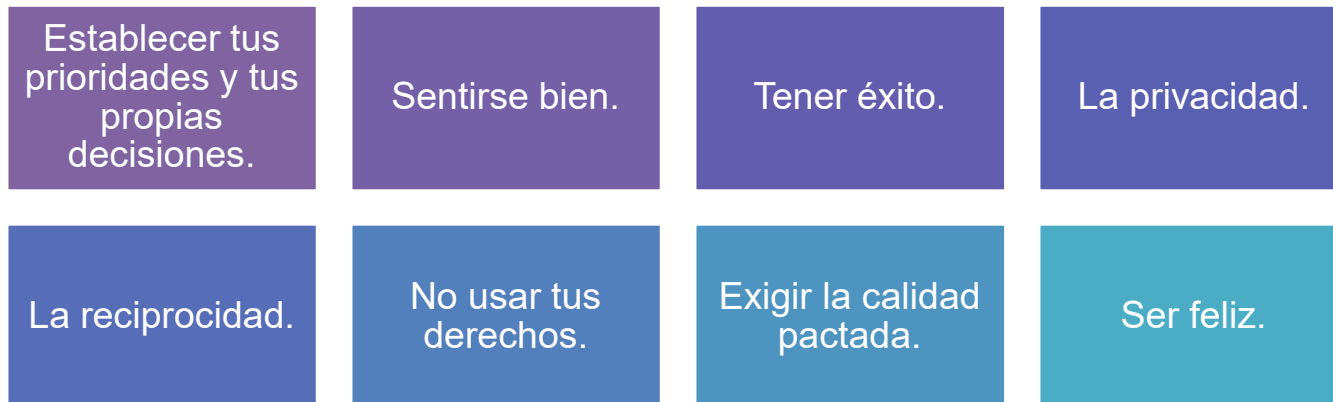 Establecer tus
prioridades y tus
propias
decisiones.
Sentirse bien.
Tener éxito.
La privacidad.
La reciprocidad.
No usar tus
derechos.
Exigir la calidad
pactada.
Ser feliz.